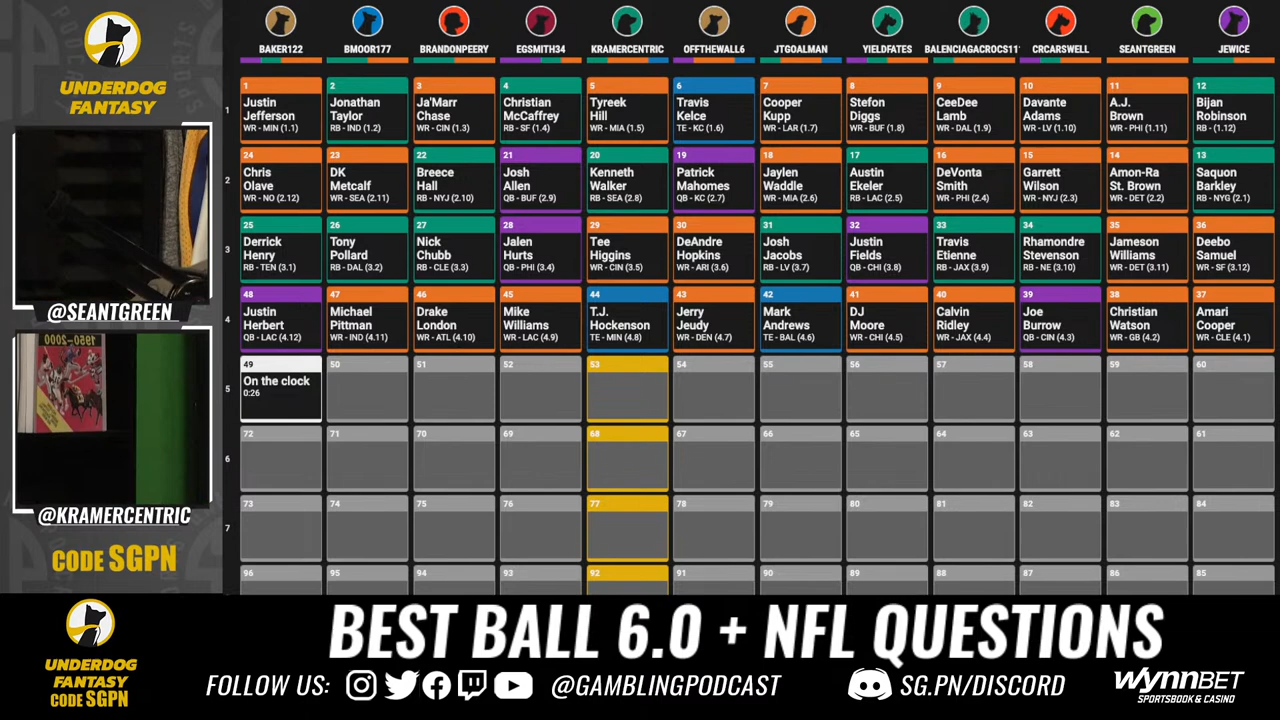 UNDERDOG
FANTASY
@SEANTGREEN
1950-2000
@KRAMERCENTRIC
CODE SGPN
BAKER122 BMOOR177 BRANDONPEERY EGSMITH34 KRAMERCENTRIC OFFTHEWALL6 JTGOALMAN YIELDFATES BALENCIAGACROCS11 CRCARSWELL SEANTGREEN JEWICE
1 2 3 4 5 6 7 8 9 10 11 12
1
Justin Jonathan Ja'Marr Christian Tyreek Travis Cooper Stefon CeeDee Davante A.J. Bijan
Jefferson Taylor Chase McCaffrey Hill Kelce Kupp Diggs Lamb Adams Brown Robinson
WR - MIN (1.1) RB - IND (1.2) WR - CIN (1.3) RB - SF (1.4) WR - MIA (1.5) TE - KC (1.6) WR - LAR (1.7) WR - BUF (1.8) WR - DAL (1.9) WR - LV (1.10) WR - PHI (1.11) RB - (1.12)
24 23 22 21 20 19 18 17 16 15 14 13
2
Chris DK Breece Josh Kenneth Patrick Jaylen Austin DeVonta Garrett Amon-Ra Saquon
Olave Metcalf Hall Allen Walker Mahomes Waddle Ekeler Smith Wilson St. Brown Barkley
WR - NO (2.12) WR - SEA (2.11) RB - NYJ (2.10) QB - BUF (2.9) RB - SEA (2.8) QB - KC (2.7) WR - MIA (2.6) RB - LAC (2.5) WR - PHI (2.4) WR - NYJ (2.3) WR - DET (2.2) RB - NYG (2.1)
25 26 27 28 29 30 31 32 33 34 35 36
3
Derrick Tony Nick Jalen Tee DeAndre Josh Justin Travis Rhamondre Jameson Deebo
Henry Pollard Chubb Hurts Higgins Hopkins Jacobs Fields Etienne Stevenson Williams Samuel
RB - TEN (3.1) RB - DAL (3.2) RB - CLE (3.3) QB - PHI (3.4) WR - CIN (3.5) WR - ARI (3.6) RB - LV (3.7) QB - CHI (3.8) RB - JAX (3.9) RB - NE (3.10) WR - DET (3.11) WR - SF (3.12)
48 47 46 45 44 43 42 41 40 39 38 37
4
Justin Michael Drake Mike T.J. Jerry Mark DJ Calvin Joe Christian Amari
Herbert Pittman London Williams Hockenson Jeudy Andrews Moore Ridley Burrow Watson Cooper
QB - LAC (4.12) WR - IND (4.11) WR - ATL (4.10) WR - LAC (4.9) TE - MIN (4.8) WR - DEN (4.7) TE - BAL (4.6) WR - CHI (4.5) WR - JAX (4.4) QB - CIN (4.3) WR - GB (4.2) WR - CLE (4.1)
49 50 51 52 53 54 55 56 57 58 59 60
On the clock
0:26
5
72 71 70 69 68 67 66 65 64 63 62 61
6
73 74 75 76 77 78 79 80 81 82 83 84
7
96 95 94 93 92 91 90 89 88 87 86 85
UNDERDOG
FANTASY
CODE SGPN
BEST BALL 6.0 + NFL QUESTIONS
FOLLOW US: @GAMBLINGPODCAST SG.PN/DISCORD
WYNNBET
SPORTSBOOK & CASINO